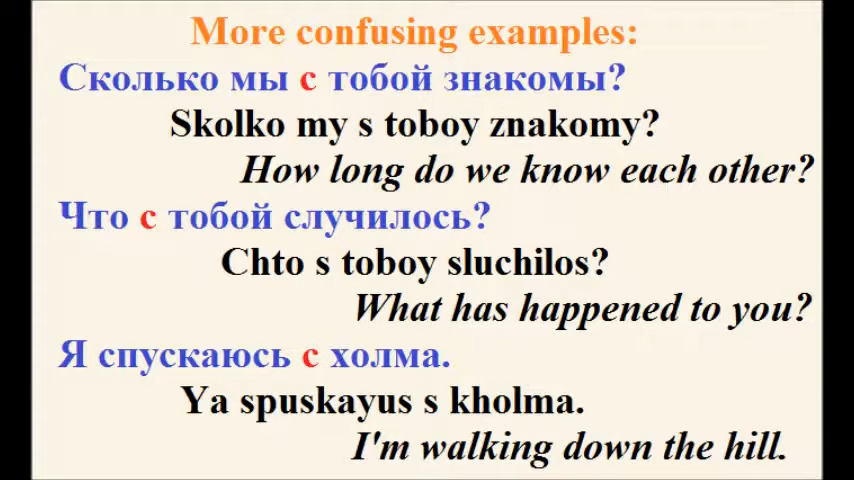 More confusing examples:
Сколько мы с тобой знакомы?
Skolko my s toboy znakomy?
How long do we know each other?
Что с тобой случилось?
Chto s toboy sluchilos?
What has happened to you?
Я спускаюсь с холма.
Ya spuskayus s kholma.
I'm walking down the hill.